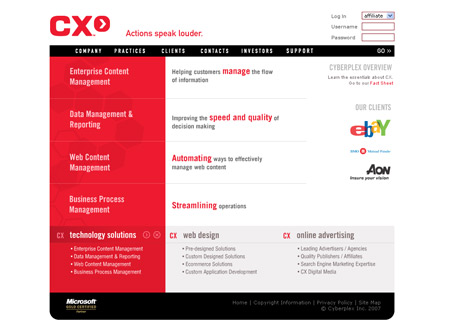 CX
Actions speak louder.
Log In affiliate
Username
Password
COMPANY PRACTICES CLIENTS CONTACTS INVESTORS SUPPORT GO >>
Enterprise Content
Management
Helping customers manage the flow
of information
CYBERPLEX OVERVIEW
Learn the essentials about CX.
Go to our Fact Sheet
Data Management &
Reporting
Improving the speed and quality of
decision making
OUR CLIENTS
ebay
BMO Mutual Funds
Web Content
Management
Automating ways to effectively
manage web content
AON
Insure your vision
Business Process
Management
Streamlining operations
CX technology solutions
• Enterprise Content Management
• Data Management & Reporting
• Web Content Management
• Business Process Management
CX web design
• Pre-designed Solutions
• Custom Designed Solutions
• Ecommerce Solutions
• Custom Application Development
CX online advertising
• Leading Advertisers / Agencies
• Quality Publishers / Affiliates
• Search Engine Marketing Expertise
• CX Digital Media
Microsoft
GOLD CERTIFIED
Partner
Home | Copyright Information | Privacy Policy | Site Map
© Cyberplex Inc. 2007